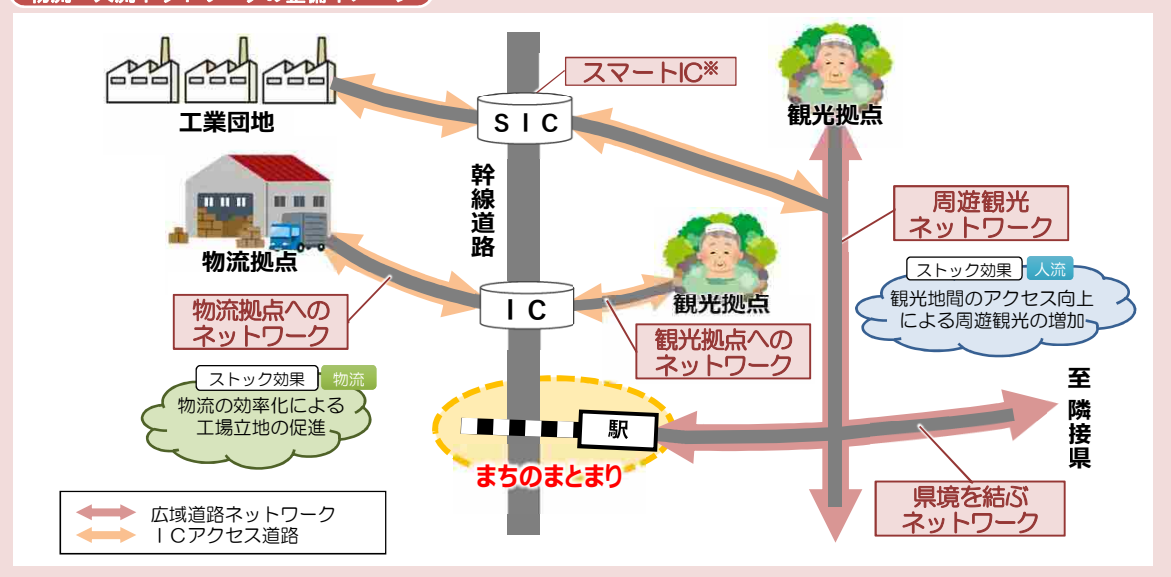 スマートIC※
工業団地
SIC
観光拠点
幹線道路
周遊観光
ネットワーク
物流拠点
ストック効果 人流
観光地間のアクセス向上
による周遊観光の増加
IC
観光拠点
物流拠点への
ネットワーク
観光拠点への
ネットワーク
ストック効果 物流
物流の効率化による
工場立地の促進
至 隣接県
駅
まちのまとまり
県境を結ぶ
ネットワーク
広域道路ネットワーク
ICアクセス道路